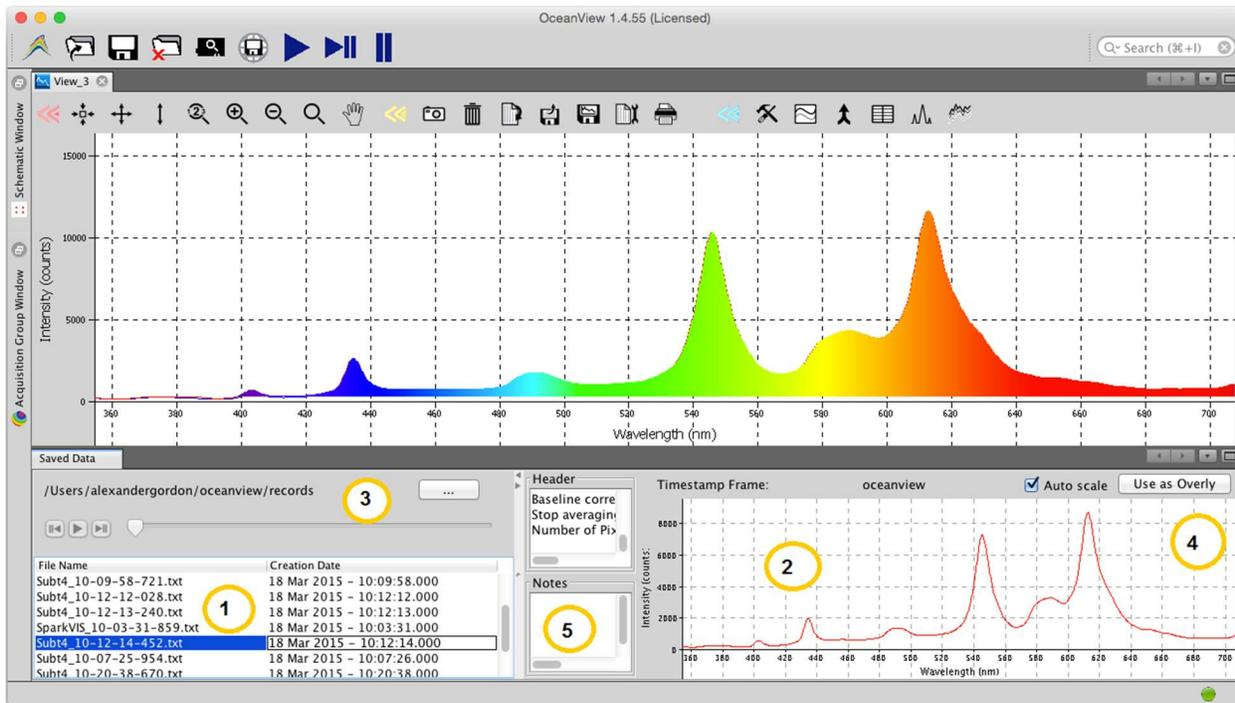 OceanView 1.4.55 (Licensed)
Search (⌘+I)
View_3
Schematic Window
Acquisition Group Window
2
Intensity (counts)
15000
10000
5000
0
360 380 400 420 440 460 480 500 520 540 560 580 600 620 640 660 680 700
Wavelength (nm)
Saved Data
/Users/alexandergordon/oceanview/records
3
...
File Name Creation Date
Subt4_10-09-58-721.txt 18 Mar 2015 - 10:09:58.000
Subt4_10-12-12-028.txt 18 Mar 2015 - 10:12:12.000
Subt4_10-12-13-240.txt 18 Mar 2015 - 10:12:13.000
SparkVIS_10-03-31-859.txt 18 Mar 2015 - 10:03:31.000
Subt4_10-12-14-452.txt 18 Mar 2015 - 10:12:14.000
Subt4_10-07-25-954.txt 18 Mar 2015 - 10:07:26.000
Subt4_10-20-38-670.txt 18 Mar 2015 - 10:20:38.000
1
Header
Baseline corre
Stop averaging
Number of Pix
Notes
5
Timestamp Frame: oceanview
Auto scale
Use as Overly
Intensity (counts)
8000
6000
4000
2000
0
2
4
360 380 400 420 440 460 480 500 520 540 560 580 600 620 640 660 680 700
Wavelength (nm)